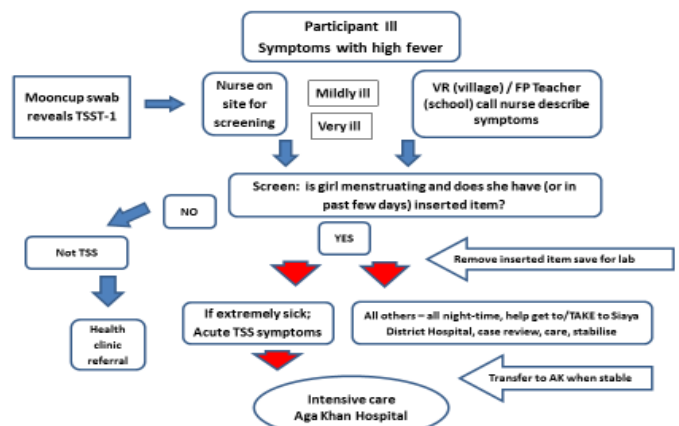 Participant Ill
Symptoms with high fever
Mooncup swab
reveals TSST-1
Nurse on
site for
screening
Mildly ill
Very ill
VR (village) / FP Teacher
(school) call nurse describe
symptoms
Screen: is girl menstruating and does she have (or in
past few days) inserted item?
NO
YES
Not TSS
Remove inserted item save for lab
Health
clinic
referral
If extremely sick;
Acute TSS symptoms
All others – all night-time, help get to/TAKE to Siaya
District Hospital, case review, care, stabilise
Transfer to AK when stable
Intensive care
Aga Khan Hospital